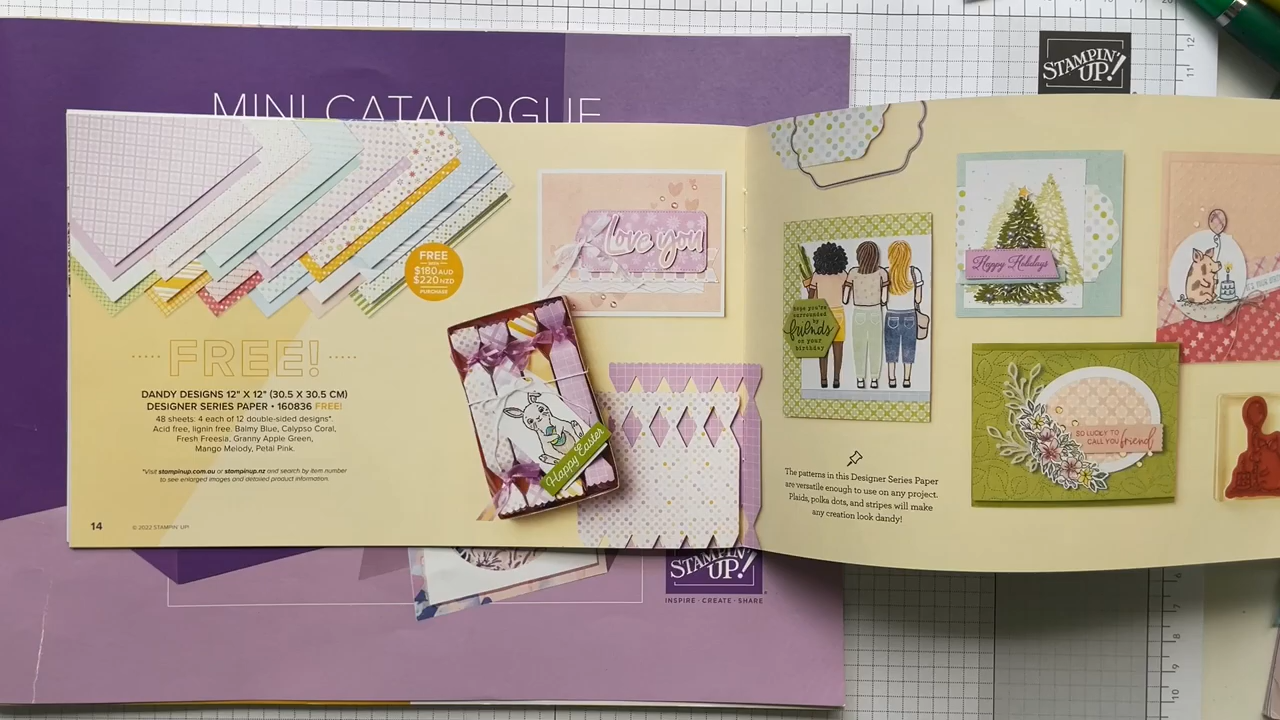 MINI CATALOGUE
STAMPIN' UP!
FREE
WITH
$180 AUD
$220 NZD
PURCHASE
FREE!
DANDY DESIGNS 12" X 12" (30.5 X 30.5 CM)
DESIGNER SERIES PAPER • 160836 FREE!
48 sheets: 4 each of 12 double-sided designs*.
Acid free, lignin free. Balmy Blue, Calypso Coral,
Fresh Freesia, Granny Apple Green,
Mango Melody, Petal Pink.
*Visit stampinup.com.au or stampinup.nz and search by item number
to see enlarged images and detailed product information.
14
© 2022 STAMPIN' UP!
love you
Happy Easter
hope you're
surrounded
by
friends
on your
birthday
Happy Holidays
SO LUCKY TO
CALL YOU friend
The patterns in this Designer Series Paper
are versatile enough to use on any project.
Plaids, polka dots, and stripes will make
any creation look dandy!
STAMPIN' UP!
INSPIRE · CREATE · SHARE
12
11
7
8
9
10